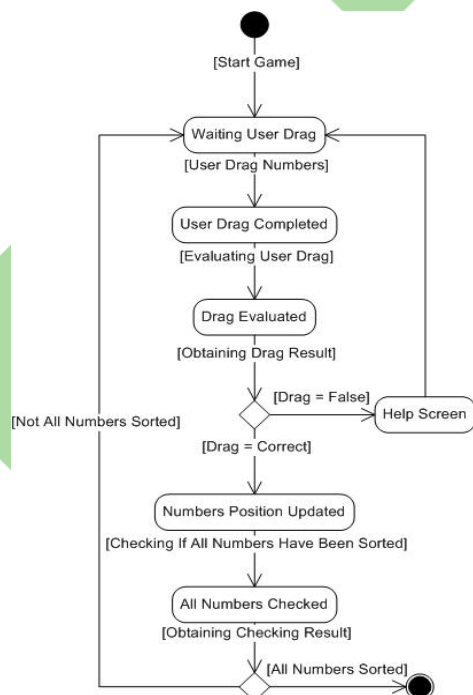 [Start Game]
Waiting User Drag
[User Drag Numbers]
User Drag Completed
[Evaluating User Drag]
Drag Evaluated
[Obtaining Drag Result]
[Drag = False]
Help Screen
[Not All Numbers Sorted]
[Drag = Correct]
Numbers Position Updated
[Checking If All Numbers Have Been Sorted]
All Numbers Checked
[Obtaining Checking Result]
[All Numbers Sorted]